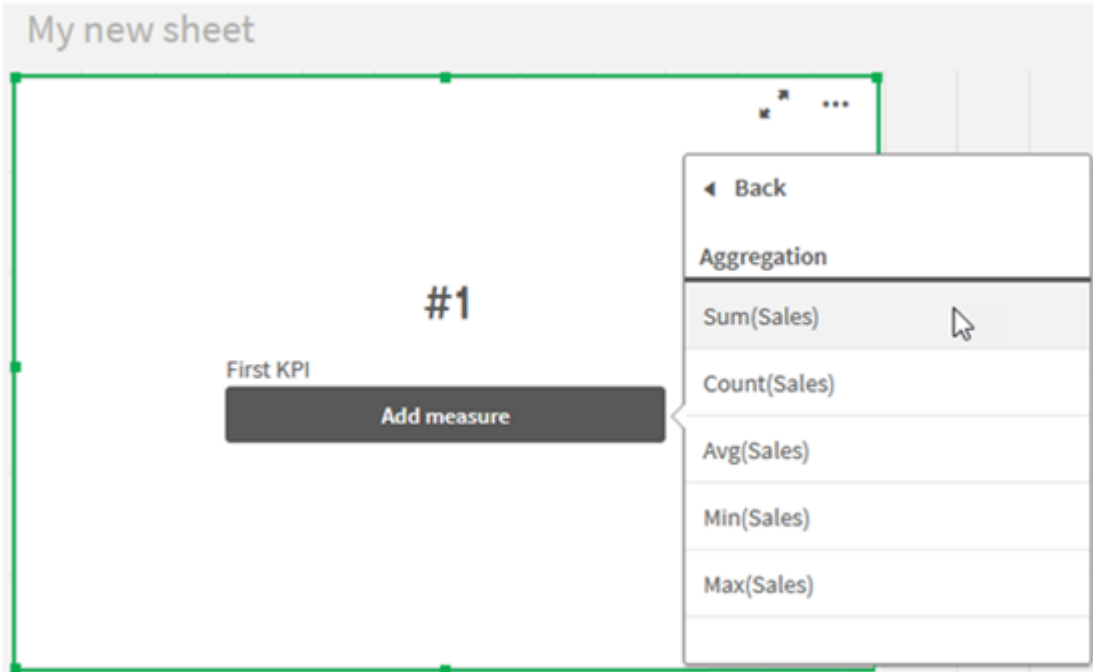 My new sheet
#1
First KPI
Add measure
Back
Aggregation
Sum(Sales)
Count(Sales)
Avg(Sales)
Min(Sales)
Max(Sales)